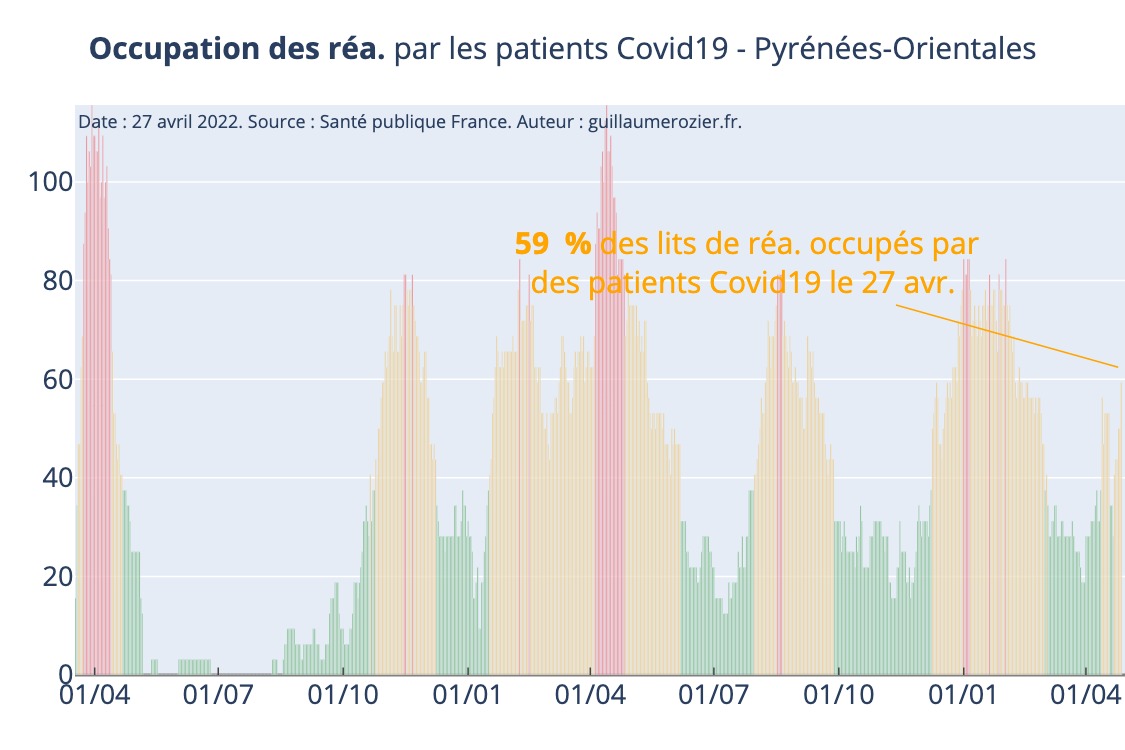 Occupation des réa. par les patients Covid19 - Pyrénées-Orientales
Date : 27 avril 2022. Source : Santé publique France. Auteur : guillaumerozier.fr.
100
59 % des lits de réa. occupés par
des patients Covid19 le 27 avr.
80
60
40
20
0
01/04 01/07 01/10 01/01 01/04 01/07 01/10 01/01 01/04